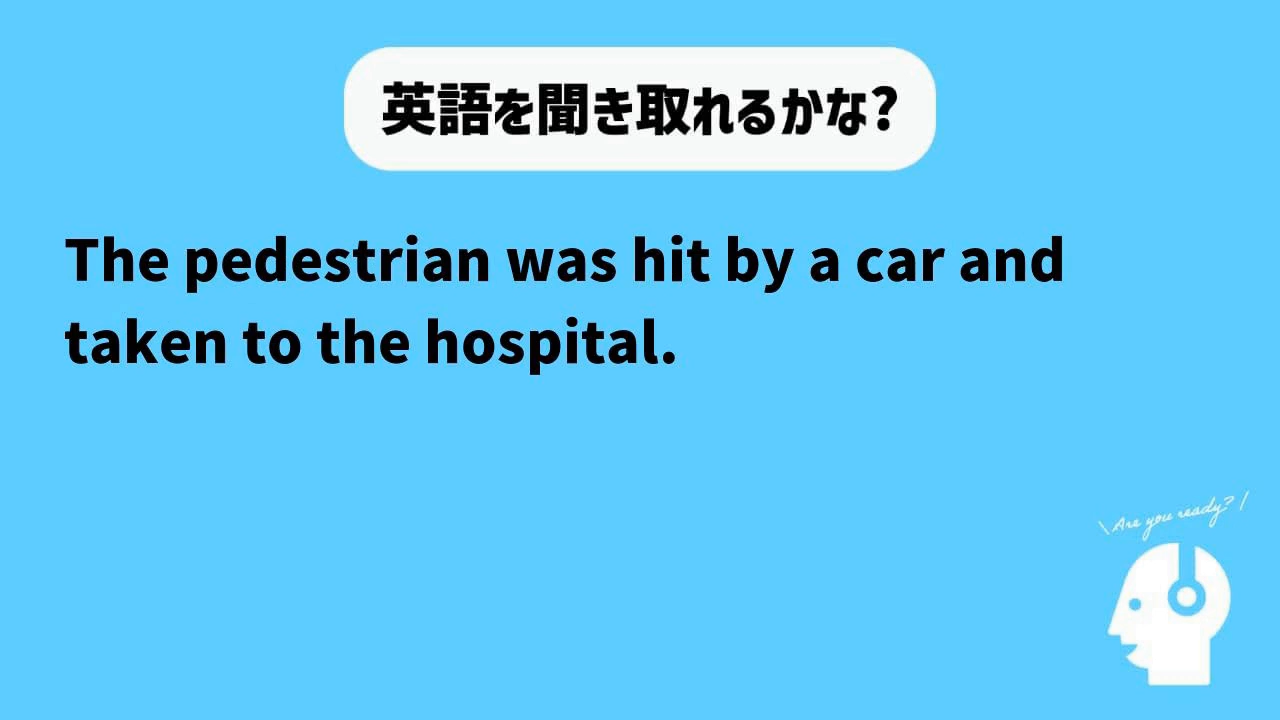 英語を聞き取れるかな?
The pedestrian was hit by a car and
taken to the hospital.
\Are you ready?/